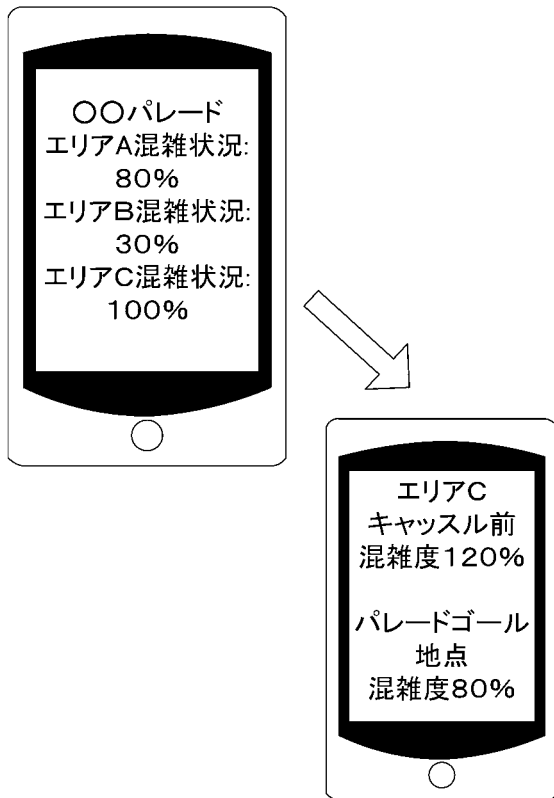 〇〇パレード
エリアA混雑状況:
80%
エリアB混雑状況:
30%
エリアC混雑状況:
100%
エリアC
キャッスル前
混雑度120%
パレードゴール
地点
混雑度80%